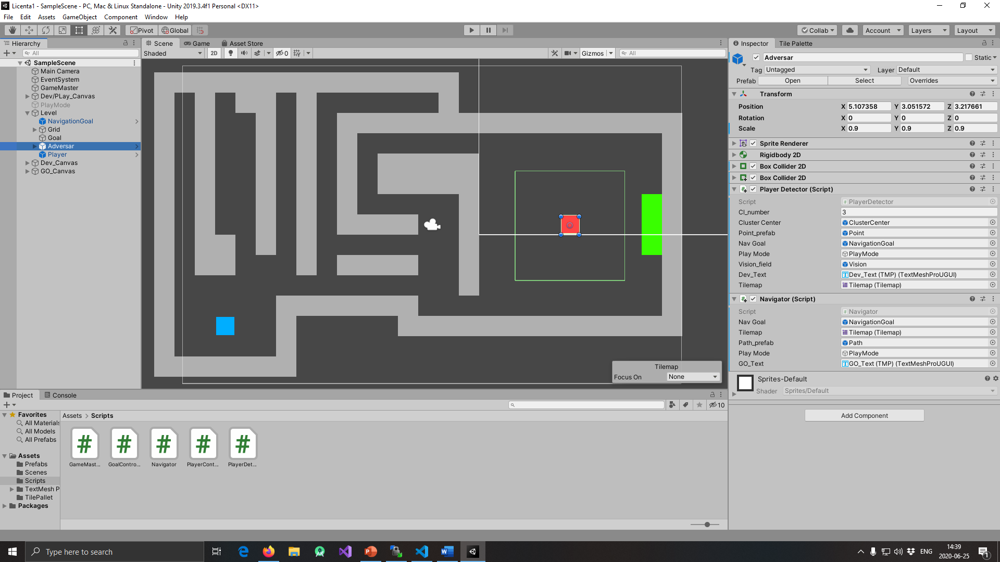 Licenta1 - SampleScene - PC, Mac & Linux Standalone - Unity 2019.3.4f1 Personal <DX11>
File Edit Assets GameObject Component Window Help
Pivot Global Collab Account Layers Layout
Hierarchy
All
SampleScene
Main Camera
EventSystem
GameMaster
Dev/PLay_Canvas
PlayMode
Level
NavigationGoal
Grid
Goal
Adversar
Player
Dev_Canvas
GO_Canvas
Scene Game Asset Store
Shaded 2D 0 Gizmos All
Tilemap
Focus On None
Inspector Tile Palette
Adversar Static
Tag Untagged Layer Default
Prefab Open Select Overrides
Transform
Position X 5.107358 Y 3.051572 Z 3.217661
Rotation X 0 Y 0 Z 0
Scale X 0.9 Y 0.9 Z 0.9
Sprite Renderer
Rigidbody 2D
Box Collider 2D
Box Collider 2D
Player Detector (Script)
Script PlayerDetector
Cl_number 3
Cluster Center ClusterCenter
Point_prefab Point
Nav Goal NavigationGoal
Play Mode PlayMode
Vision_field Vision
Dev_Text Dev_Text (TMP) (TextMeshProUGUI)
Tilemap Tilemap (Tilemap)
Navigator (Script)
Script Navigator
Nav Goal NavigationGoal
Tilemap Tilemap (Tilemap)
Path_prefab Path
Play Mode PlayMode
GO_Text GO_Text (TMP) (TextMeshProUGUI)
Sprites-Default
Shader Sprites/Default
Add Component
Project Console
10
Favorites
All Materials
All Models
All Prefabs
Assets
Prefabs
Scenes
Scripts
TextMesh P
TilePallet
Packages
Assets > Scripts
GameMast... GoalContro... Navigator PlayerCont... PlayerDet...
Type here to search
ENG
14:39
2020-06-25
1